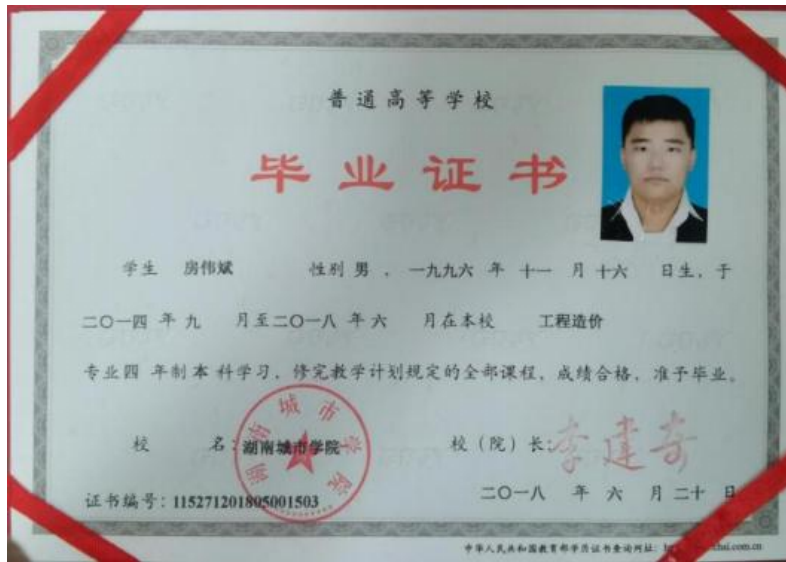 普通高等学校
毕业证书
学生 房伟斌 性别 男 ，一九九六 年 十一 月 十六 日生，于
二〇一四 年 九 月至二〇一八 年 六 月在本校 工程造价
专业四 年制 本 科学习，修完教学计划规定的全部课程，成绩合格，准予毕业。
湖南城市学院
校 名：湖南城市学院 校（院）长：李建奇
证书编号：115271201805001503 二〇一八 年 六 月 二十 日
中华人民共和国教育部学历证书查询网址：